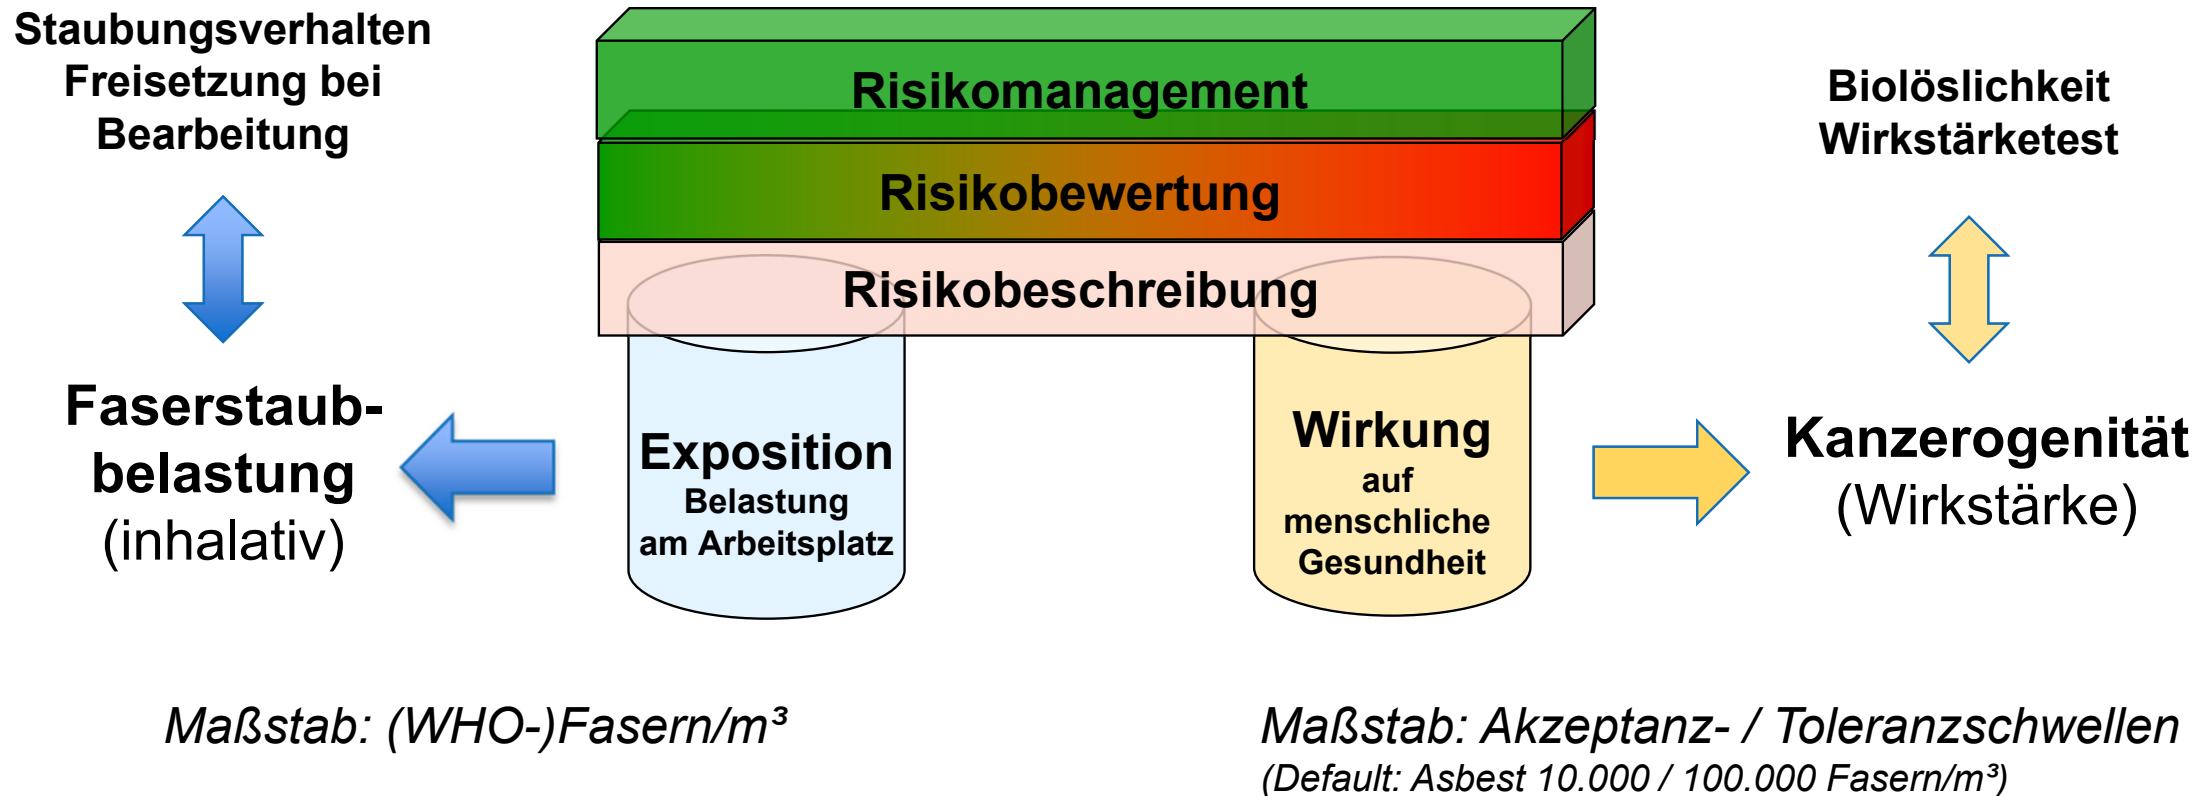 Staubungsverhalten
Freisetzung bei
Bearbeitung
Risikomanagement
Risikobewertung
Risikobeschreibung
Biolöslichkeit
Wirkstärketest
Faserstaub-
belastung
(inhalativ)
Exposition
Belastung
am Arbeitsplatz
Wirkung
auf
menschliche
Gesundheit
Kanzerogenität
(Wirkstärke)
Maßstab: (WHO-)Fasern/m³
Maßstab: Akzeptanz- / Toleranzschwellen
(Default: Asbest 10.000 / 100.000 Fasern/m³)